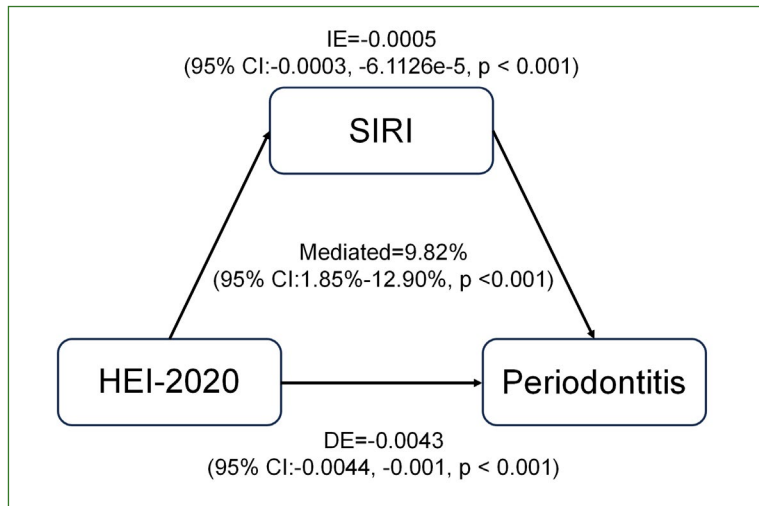 IE=-0.0005
(95% CI:-0.0003, -6.1126e-5, p < 0.001)
SIRI
Mediated=9.82%
(95% CI:1.85%-12.90%, p <0.001)
HEI-2020
Periodontitis
DE=-0.0043
(95% CI:-0.0044, -0.001, p < 0.001)